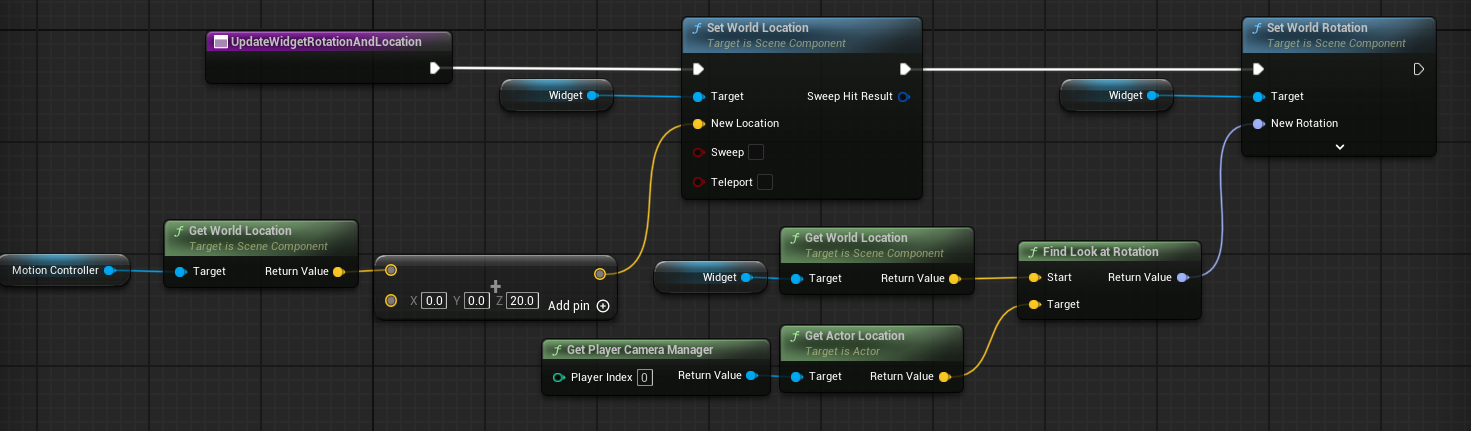 UpdateWidgetRotationAndLocation
Widget
Set World Location
Target is Scene Component
Target
Sweep Hit Result
New Location
Sweep
Teleport
Widget
Set World Rotation
Target is Scene Component
Target
New Rotation
Motion Controller
Get World Location
Target is Scene Component
Target
Return Value
X 0.0 Y 0.0 Z 20.0
Add pin
Widget
Get World Location
Target is Scene Component
Target
Return Value
Get Player Camera Manager
Player Index 0
Return Value
Get Actor Location
Target is Actor
Target
Return Value
Find Look at Rotation
Start
Return Value
Target